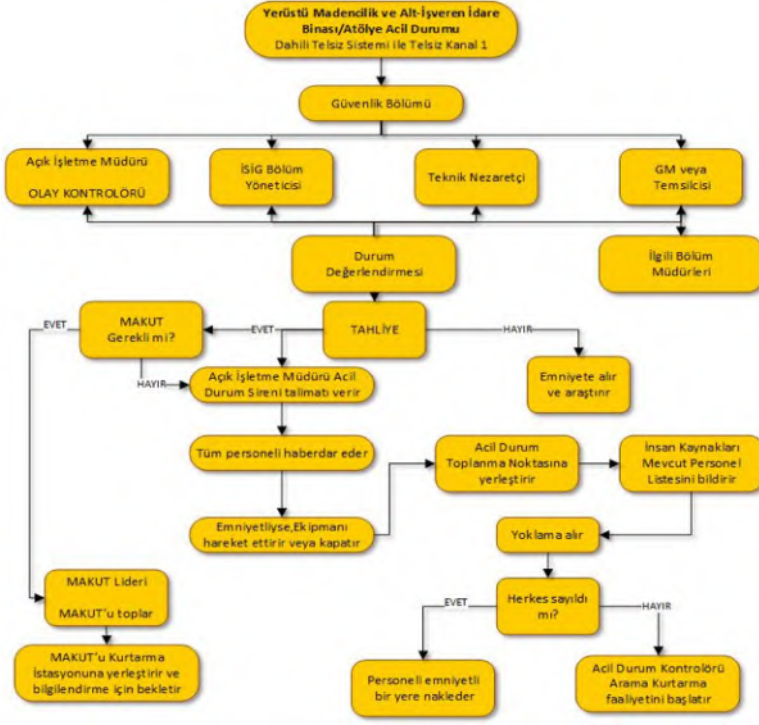 Yerüstü Madencilik ve Alt-İşveren İdare
Binası/Atölye Acil Durumu
Dahili Telsiz Sistemi ile Telsiz Kanal 1
Güvenlik Bölümü
Açık İşletme Müdürü
OLAY KONTROLÖRÜ
İSİG Bölüm
Yöneticisi
Teknik Nezaretçi
GM veya
Temsilcisi
Durum
Değerlendirmesi
İlgili Bölüm
Müdürleri
EVET
MAKUT
Gerekli mi?
EVET
TAHLİYE
HAYIR
HAYIR
Açık İşletme Müdürü Acil
Durum Sireni talimatı verir
Emniyete alır
ve araştırır
Tüm personeli haberdar eder
Acil Durum
Toplanma Noktasına
yerleştirir
İnsan Kaynakları
Mevcut Personel
Listesini bildirir
Emniyetliyse,Ekipmanı
hareket ettirir veya kapatır
Yoklama alır
MAKUT Lideri
MAKUT'u toplar
EVET
Herkes sayıldı
mı?
HAYIR
MAKUT'u Kurtarma
İstasyonuna yerleştirir ve
bilgilendirme için bekletir
Personeli emniyetli
bir yere nakleder
Acil Durum Kontrolörü
Arama Kurtarma
faaliyetini başlatır